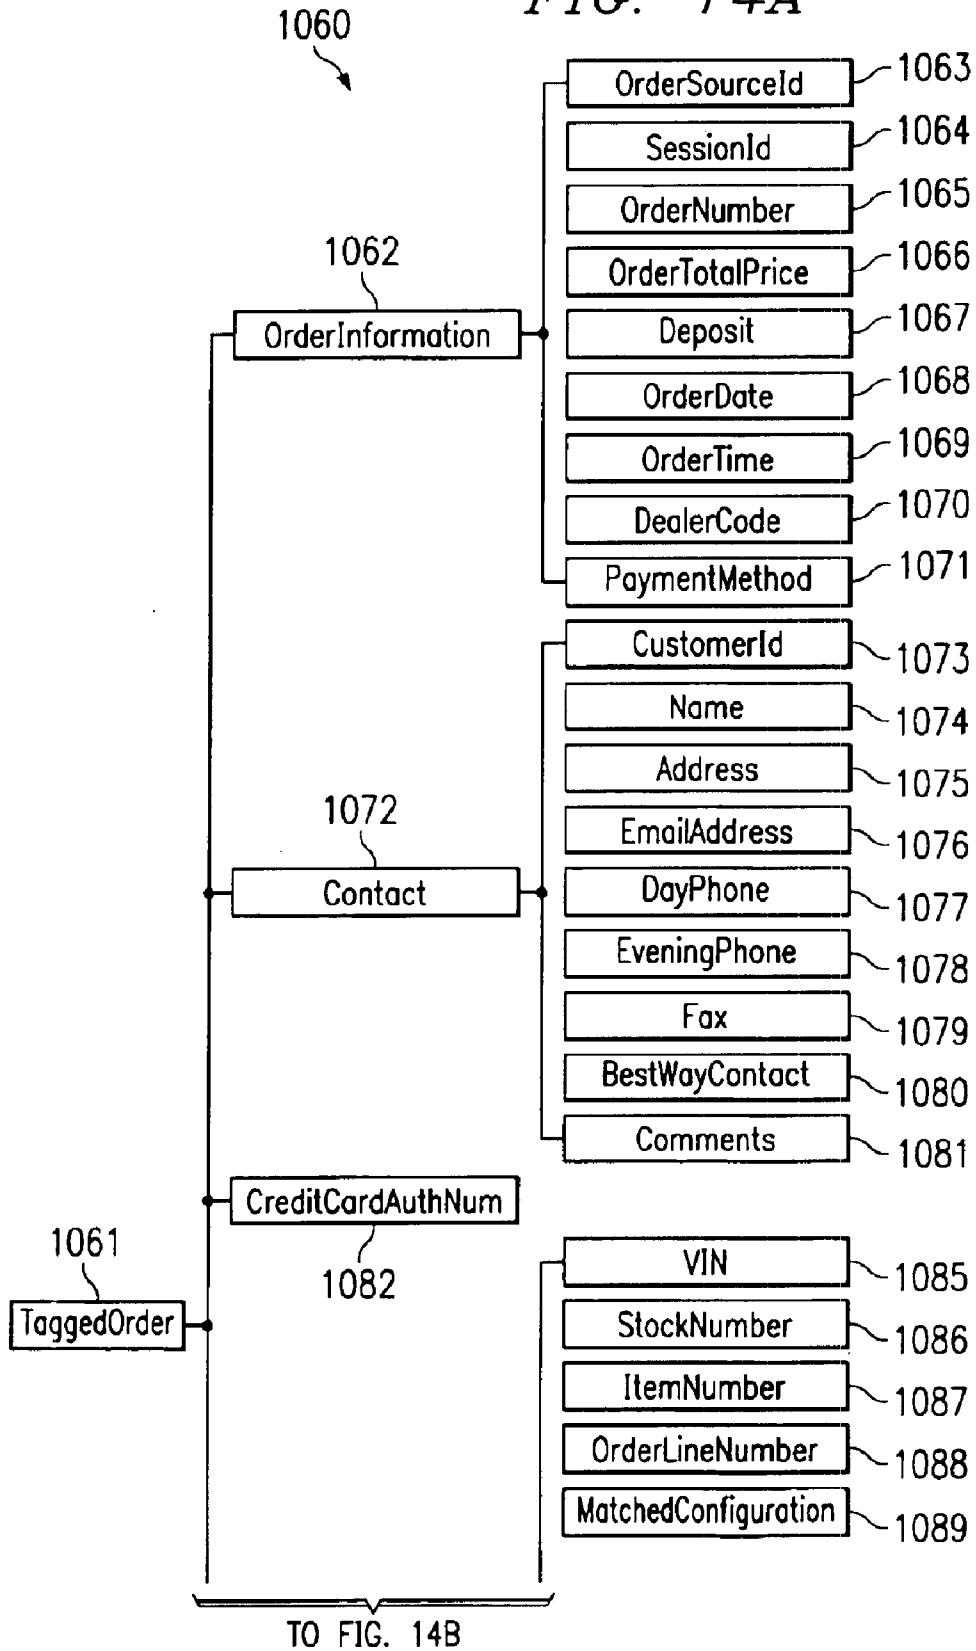 FIG. 14A
1060
OrderSourceId 1063
SessionId 1064
OrderNumber 1065
OrderTotalPrice 1066
1062
OrderInformation
Deposit 1067
OrderDate 1068
OrderTime 1069
DealerCode 1070
PaymentMethod 1071
CustomerId 1073
Name 1074
Address 1075
1072
EmailAddress 1076
Contact
DayPhone 1077
EveningPhone 1078
Fax 1079
BestWayContact 1080
Comments 1081
CreditCardAuthNum
1082
1061
TaggedOrder
VIN 1085
StockNumber 1086
ItemNumber 1087
OrderLineNumber 1088
MatchedConfiguration 1089
TO FIG. 14B